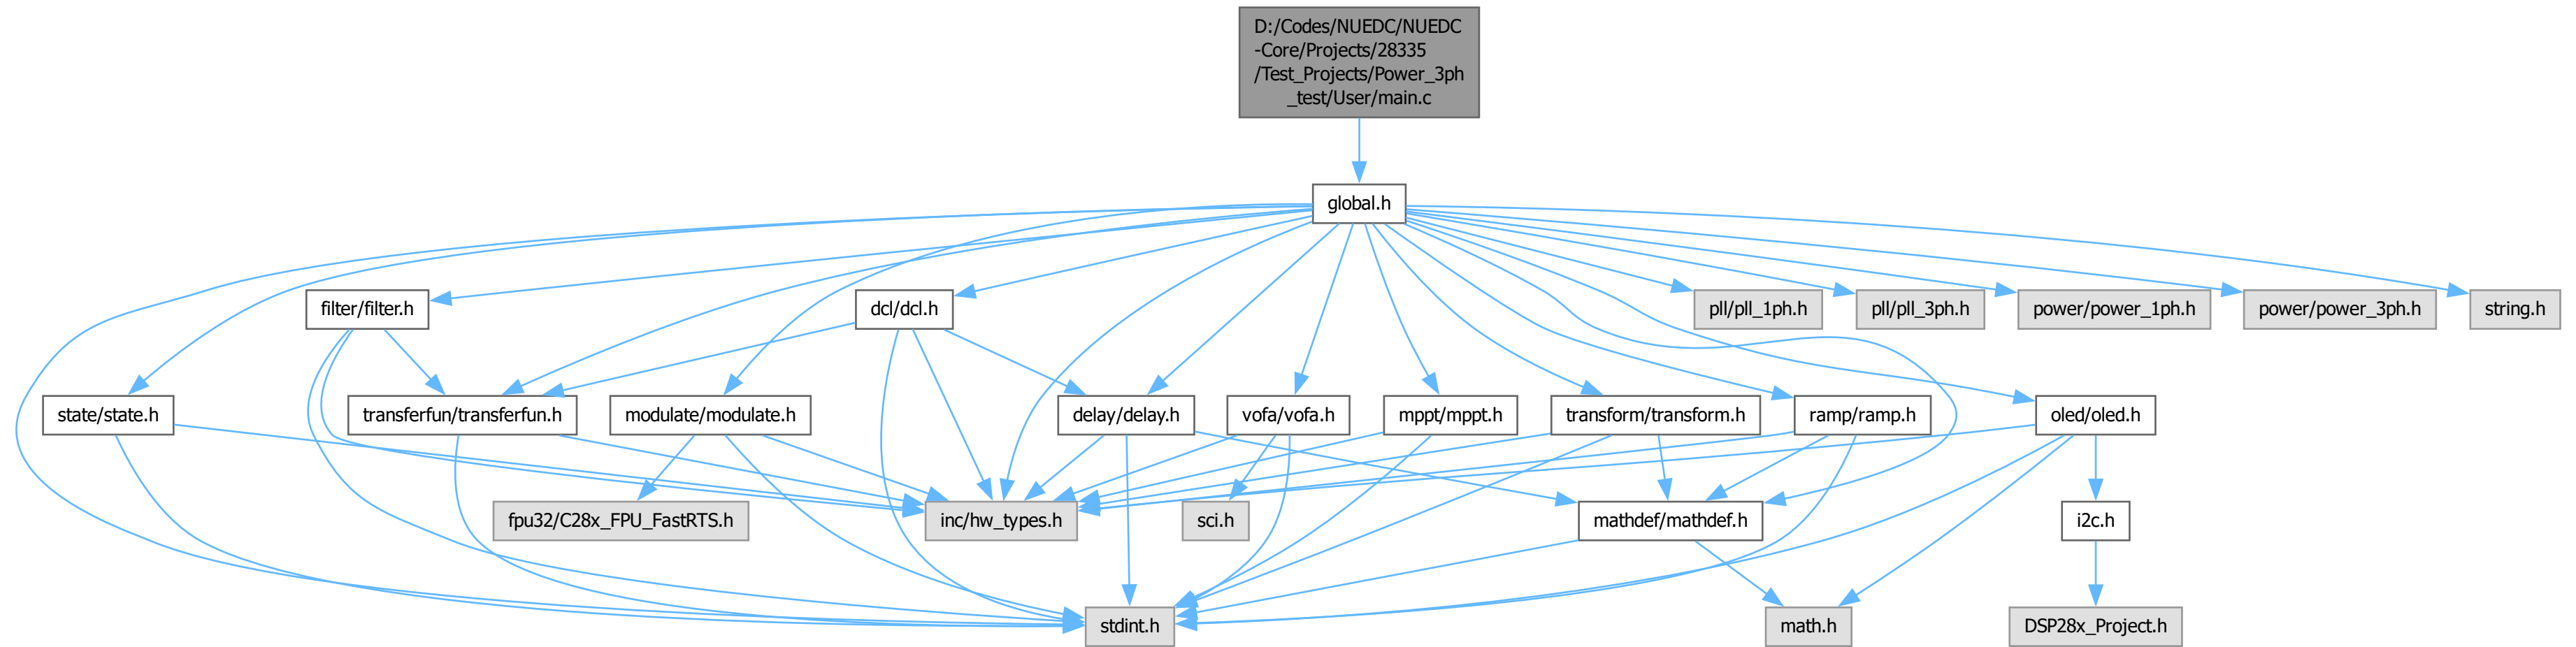 D:/Codes/NUEDC/NUEDC
-Core/Projects/28335
/Test_Projects/Power_3ph
_test/User/main.c
global.h
filter/filter.h
dcl/dcl.h
pll/pll_1ph.h
pll/pll_3ph.h
power/power_1ph.h
power/power_3ph.h
string.h
state/state.h
transferfun/transferfun.h
modulate/modulate.h
delay/delay.h
vofa/vofa.h
mppt/mppt.h
transform/transform.h
ramp/ramp.h
oled/oled.h
fpu32/C28x_FPU_FastRTS.h
inc/hw_types.h
sci.h
mathdef/mathdef.h
i2c.h
stdint.h
math.h
DSP28x_Project.h